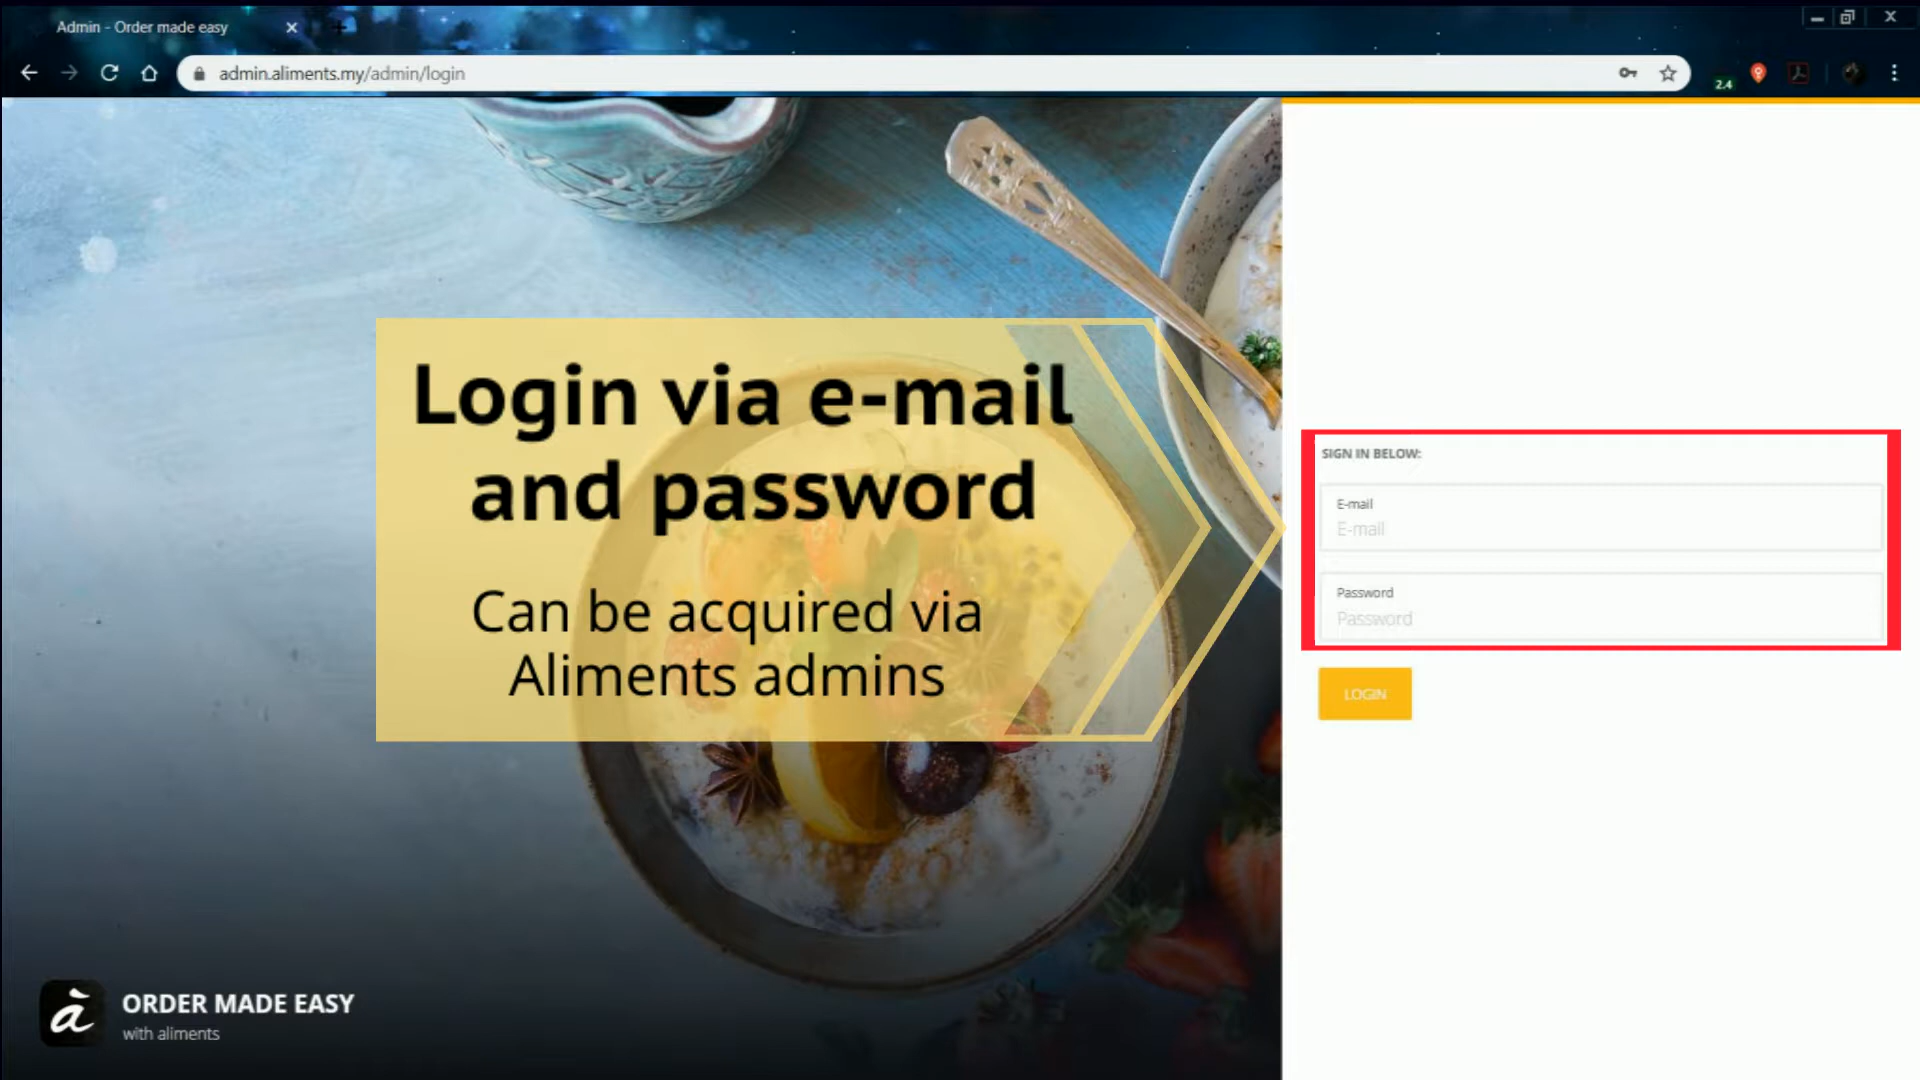 Admin - Order made easy
admin.aliments.my/admin/login
2.4
Login via e-mail
and password
Can be acquired via
Aliments admins
SIGN IN BELOW:
E-mail
E-mail
Password
Password
LOGIN
à
ORDER MADE EASY
with aliments